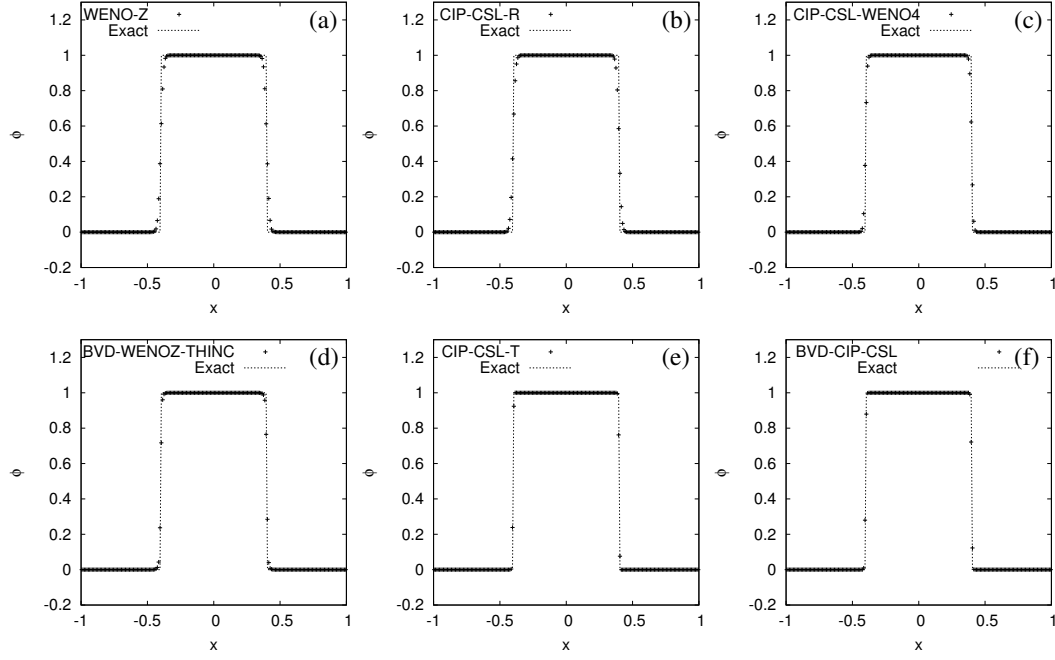 WENO-Z
Exact
(a)
1.2
1
0.8
0.6
0.4
0.2
0
-0.2
ϕ
-1 -0.5 0 0.5 1
x
CIP-CSL-R
Exact
(b)
1.2
1
0.8
0.6
0.4
0.2
0
-0.2
ϕ
-1 -0.5 0 0.5 1
x
CIP-CSL-WENO4
Exact
(c)
1.2
1
0.8
0.6
0.4
0.2
0
-0.2
ϕ
-1 -0.5 0 0.5 1
x
BVD-WENOZ-THINC
Exact
(d)
1.2
1
0.8
0.6
0.4
0.2
0
-0.2
ϕ
-1 -0.5 0 0.5 1
x
CIP-CSL-T
Exact
(e)
1.2
1
0.8
0.6
0.4
0.2
0
-0.2
ϕ
-1 -0.5 0 0.5 1
x
BVD-CIP-CSL
Exact
(f)
1.2
1
0.8
0.6
0.4
0.2
0
-0.2
ϕ
-1 -0.5 0 0.5 1
x